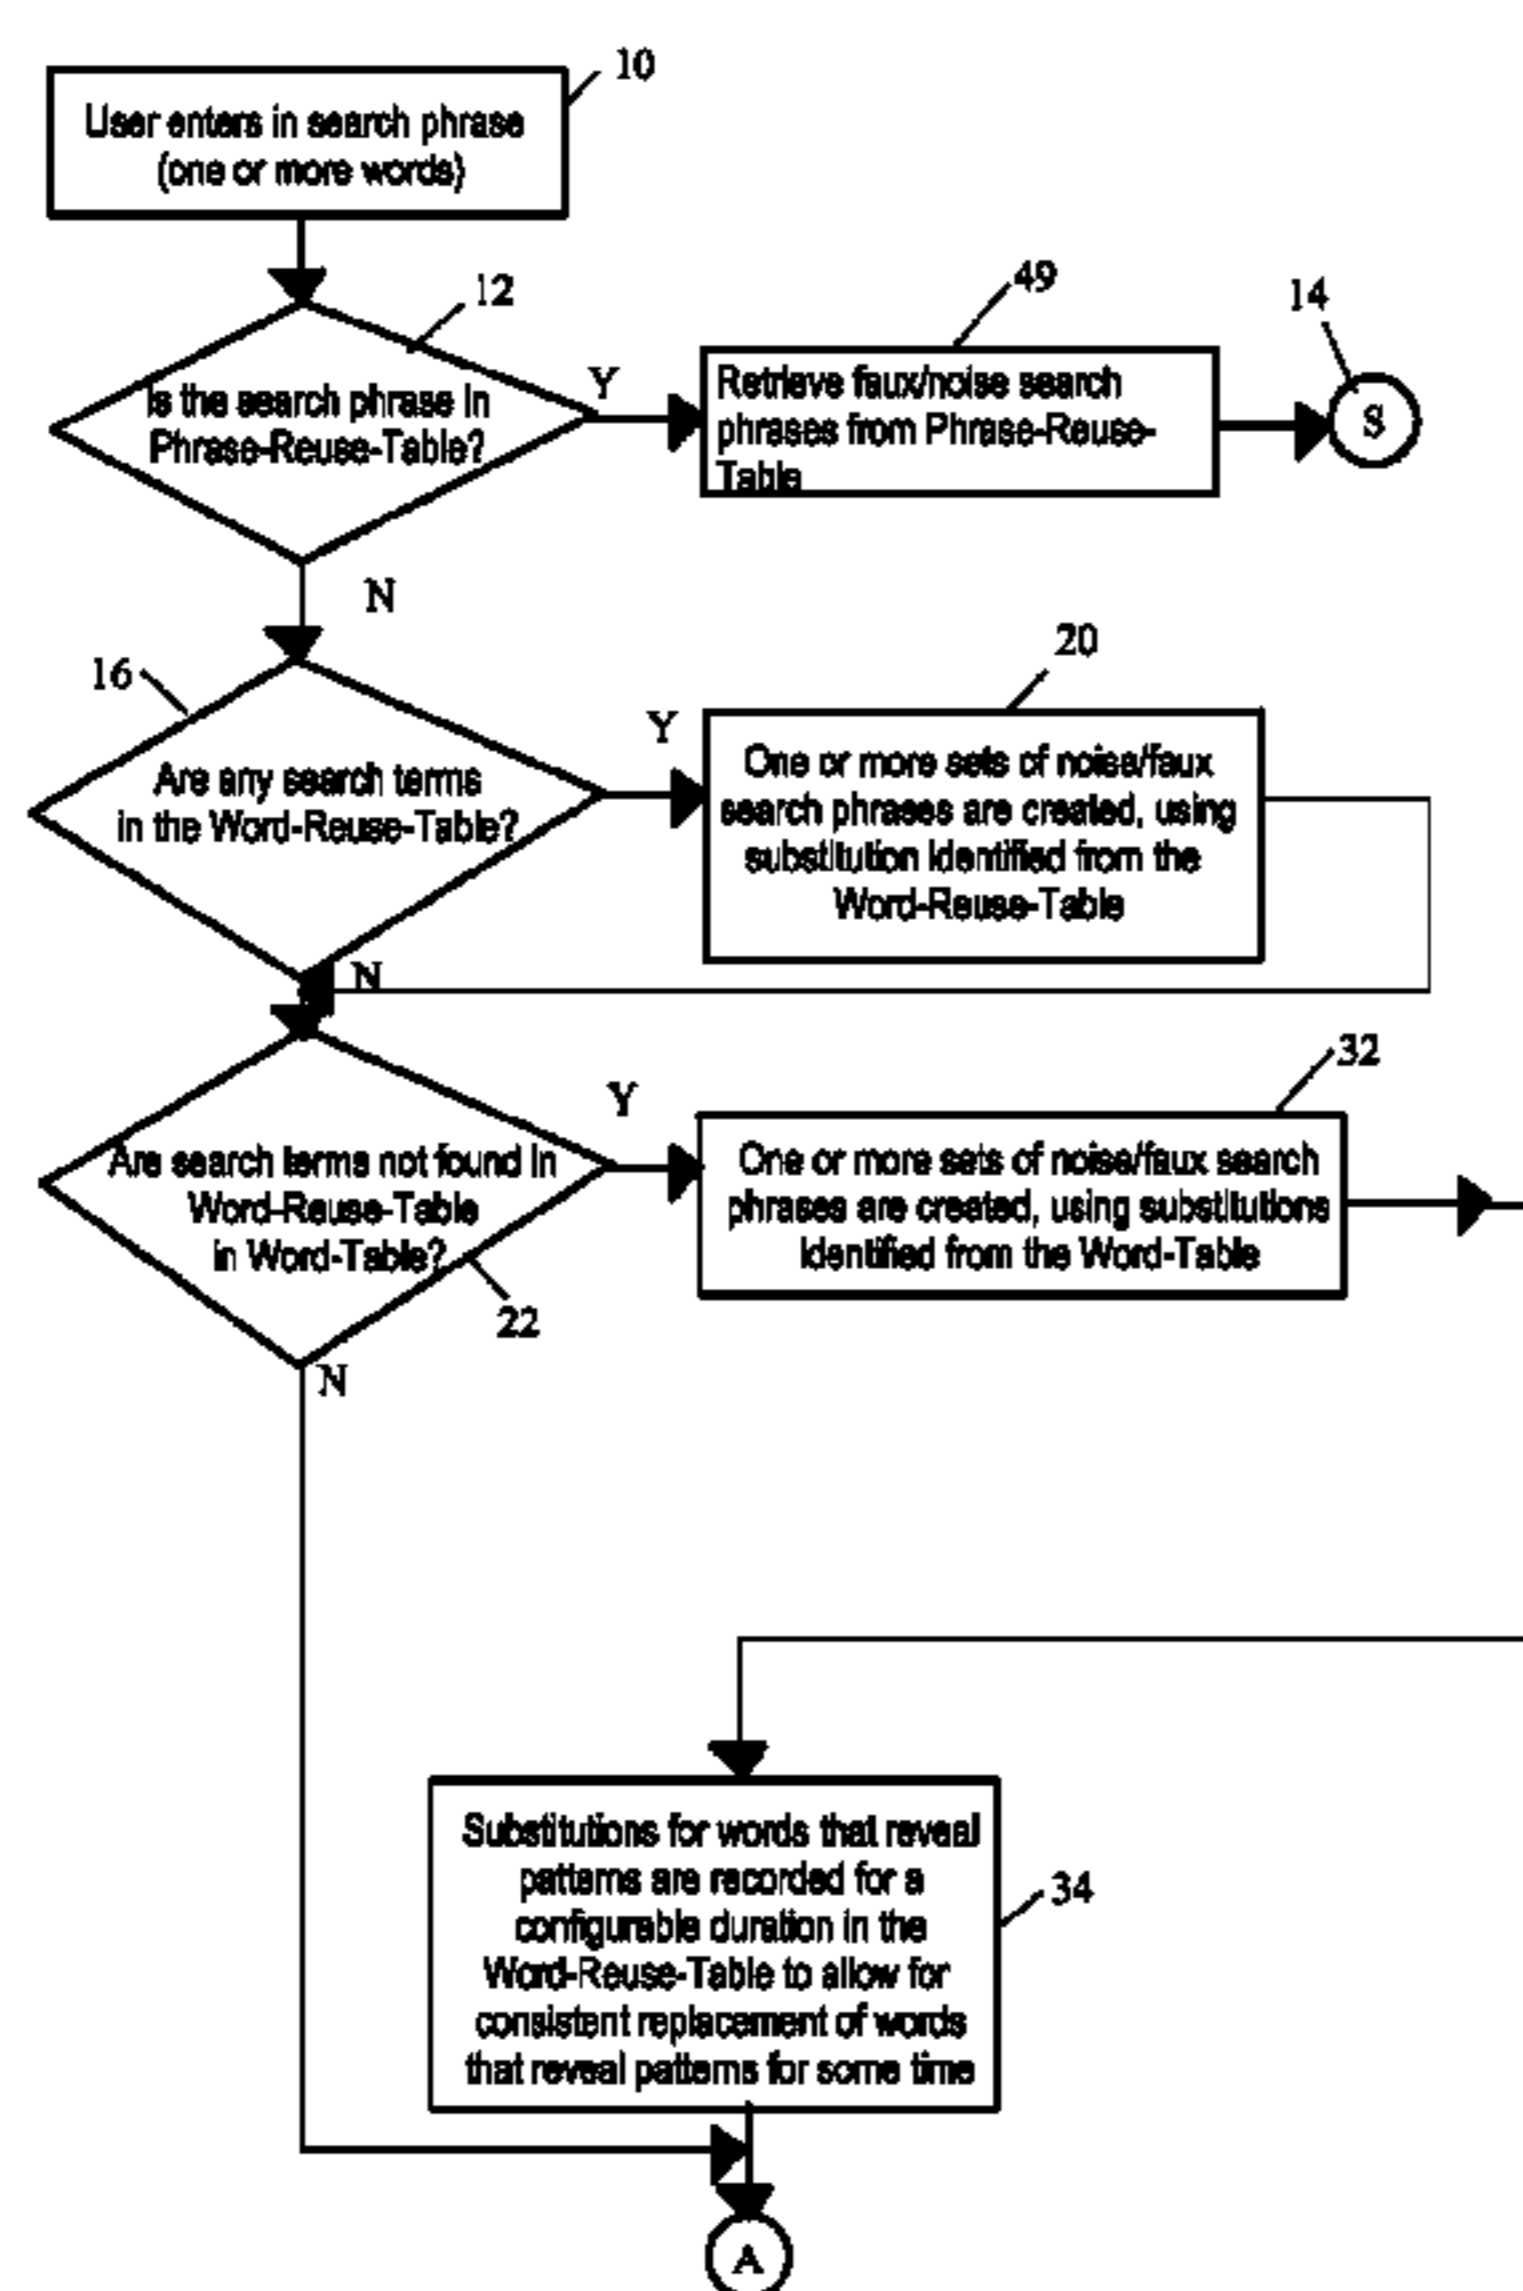 10
User enters in search phrase
(one or more words)
12
49
14
Is the search phrase in
Phrase-Reuse-Table?
Y
Retrieve faux/noise search
phrases from Phrase-Reuse-
Table
S
N
16
20
Are any search terms
in the Word-Reuse-Table?
Y
One or more sets of noise/faux
search phrases are created, using
substitution identified from the
Word-Reuse-Table
N
32
Are search terms not found in
Word-Reuse-Table
in Word-Table?
22
Y
One or more sets of noise/faux search
phrases are created, using substitutions
identified from the Word-Table
N
Substitutions for words that reveal
patterns are recorded for a
configurable duration in the
Word-Reuse-Table to allow for
consistent replacement of words
that reveal patterns for some time
34
A